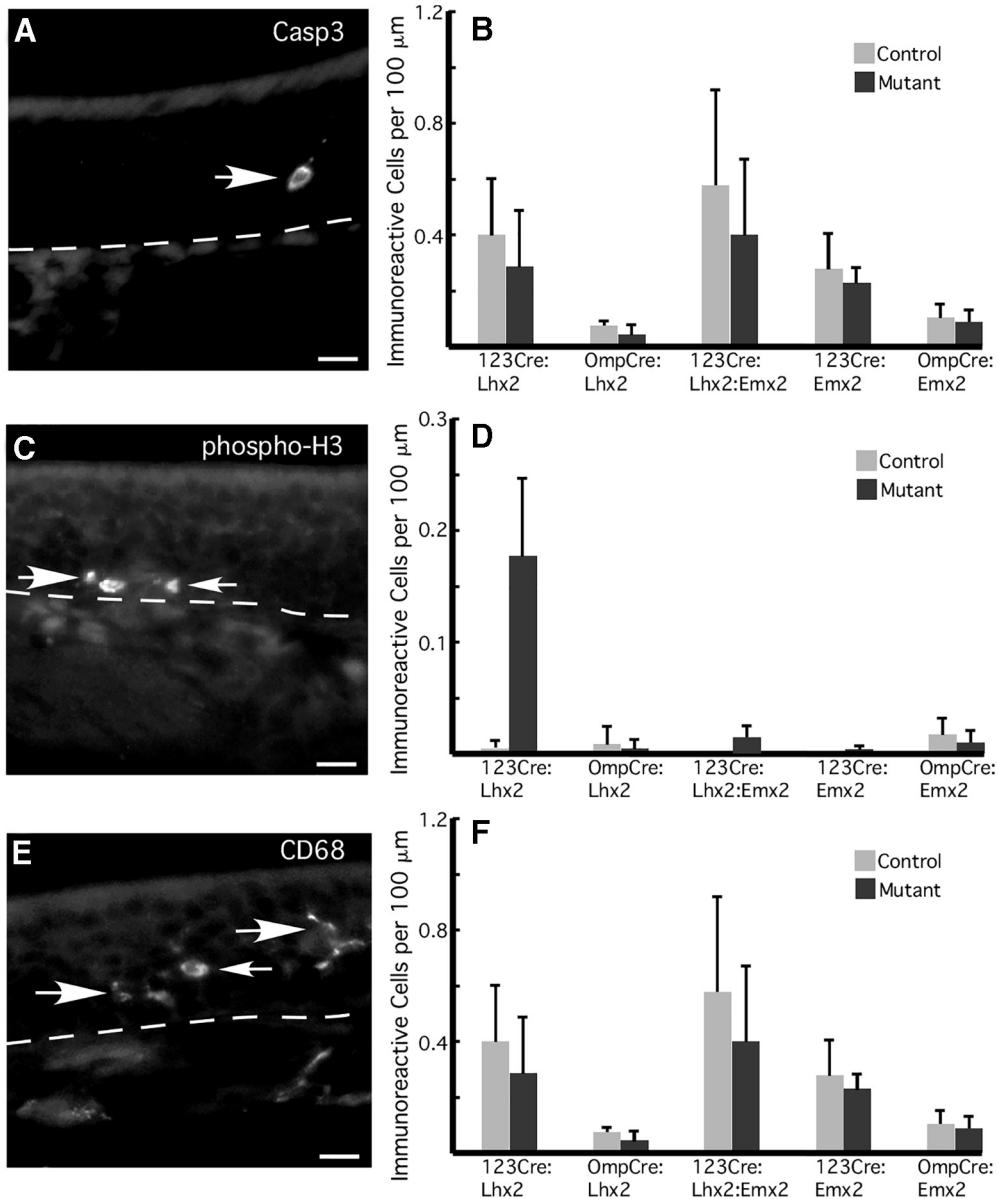 A
Casp3
B
Immunoreactive Cells per 100 μm
1.2
0.8
0.4
Control
Mutant
123Cre:
Lhx2
OmpCre:
Lhx2
123Cre:
Lhx2:Emx2
123Cre:
Emx2
OmpCre:
Emx2
C
phospho-H3
D
Immunoreactive Cells per 100 μm
0.3
0.2
0.1
Control
Mutant
123Cre:
Lhx2
OmpCre:
Lhx2
123Cre:
Lhx2:Emx2
123Cre:
Emx2
OmpCre:
Emx2
E
CD68
F
Immunoreactive Cells per 100 μm
1.2
0.8
0.4
Control
Mutant
123Cre:
Lhx2
OmpCre:
Lhx2
123Cre:
Lhx2:Emx2
123Cre:
Emx2
OmpCre:
Emx2